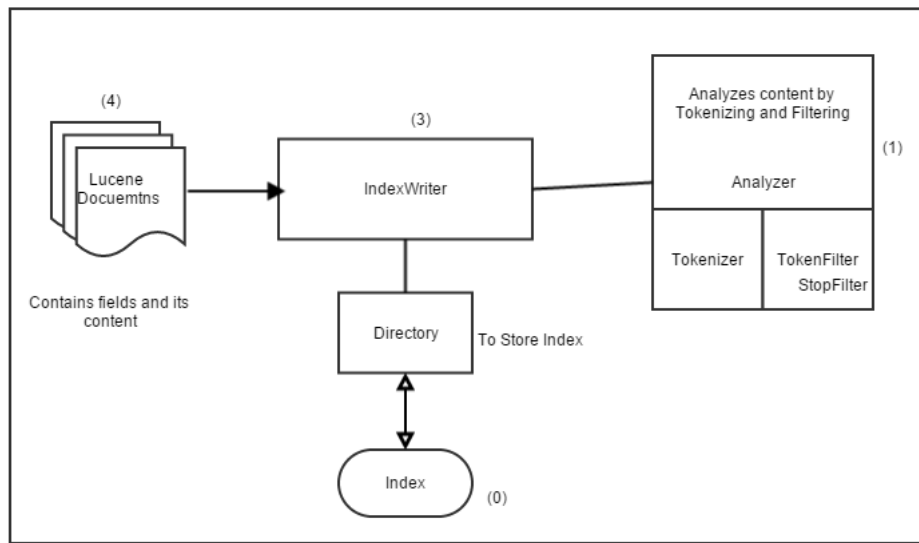 (4)
Lucene
Docuemtns
Contains fields and its
content
(3)
IndexWriter
Analyzes content by
Tokenizing and Filtering
(1)
Analyzer
Tokenizer
TokenFilter
StopFilter
Directory
To Store Index
Index
(0)